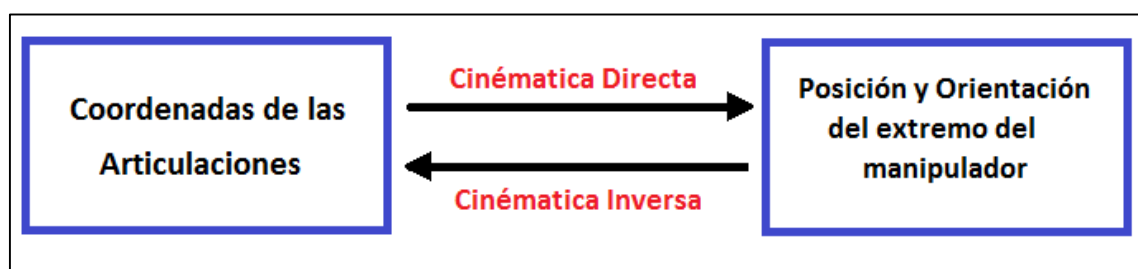 Coordenadas de las
Articulaciones
Cinématica Directa
Cinématica Inversa
Posición y Orientación
del extremo del
manipulador